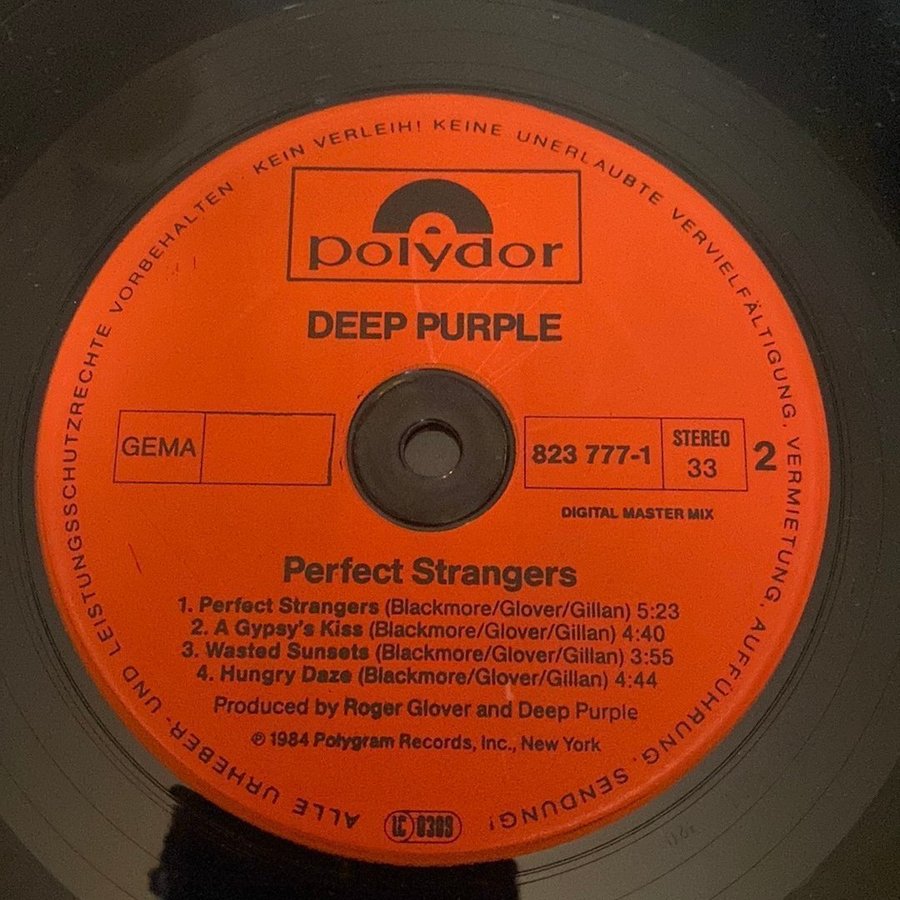 ALLE URHEBER- UND LEISTUNGSSCHUTZRECHTE VORBEHALTEN · KEIN VERLEIH! KEINE UNERLAUBTE VERVIELFÄLTIGUNG, VERMIETUNG, AUFFÜHRUNG, SENDUNG!
polydor
DEEP PURPLE
GEMA
823 777-1
STEREO
33
2
DIGITAL MASTER MIX
Perfect Strangers
1. Perfect Strangers (Blackmore/Glover/Gillan) 5:23
2. A Gypsy's Kiss (Blackmore/Glover/Gillan) 4:40
3. Wasted Sunsets (Blackmore/Glover/Gillan) 3:55
4. Hungry Daze (Blackmore/Glover/Gillan) 4:44
Produced by Roger Glover and Deep Purple
℗ 1984 Polygram Records, Inc., New York
LC 0309